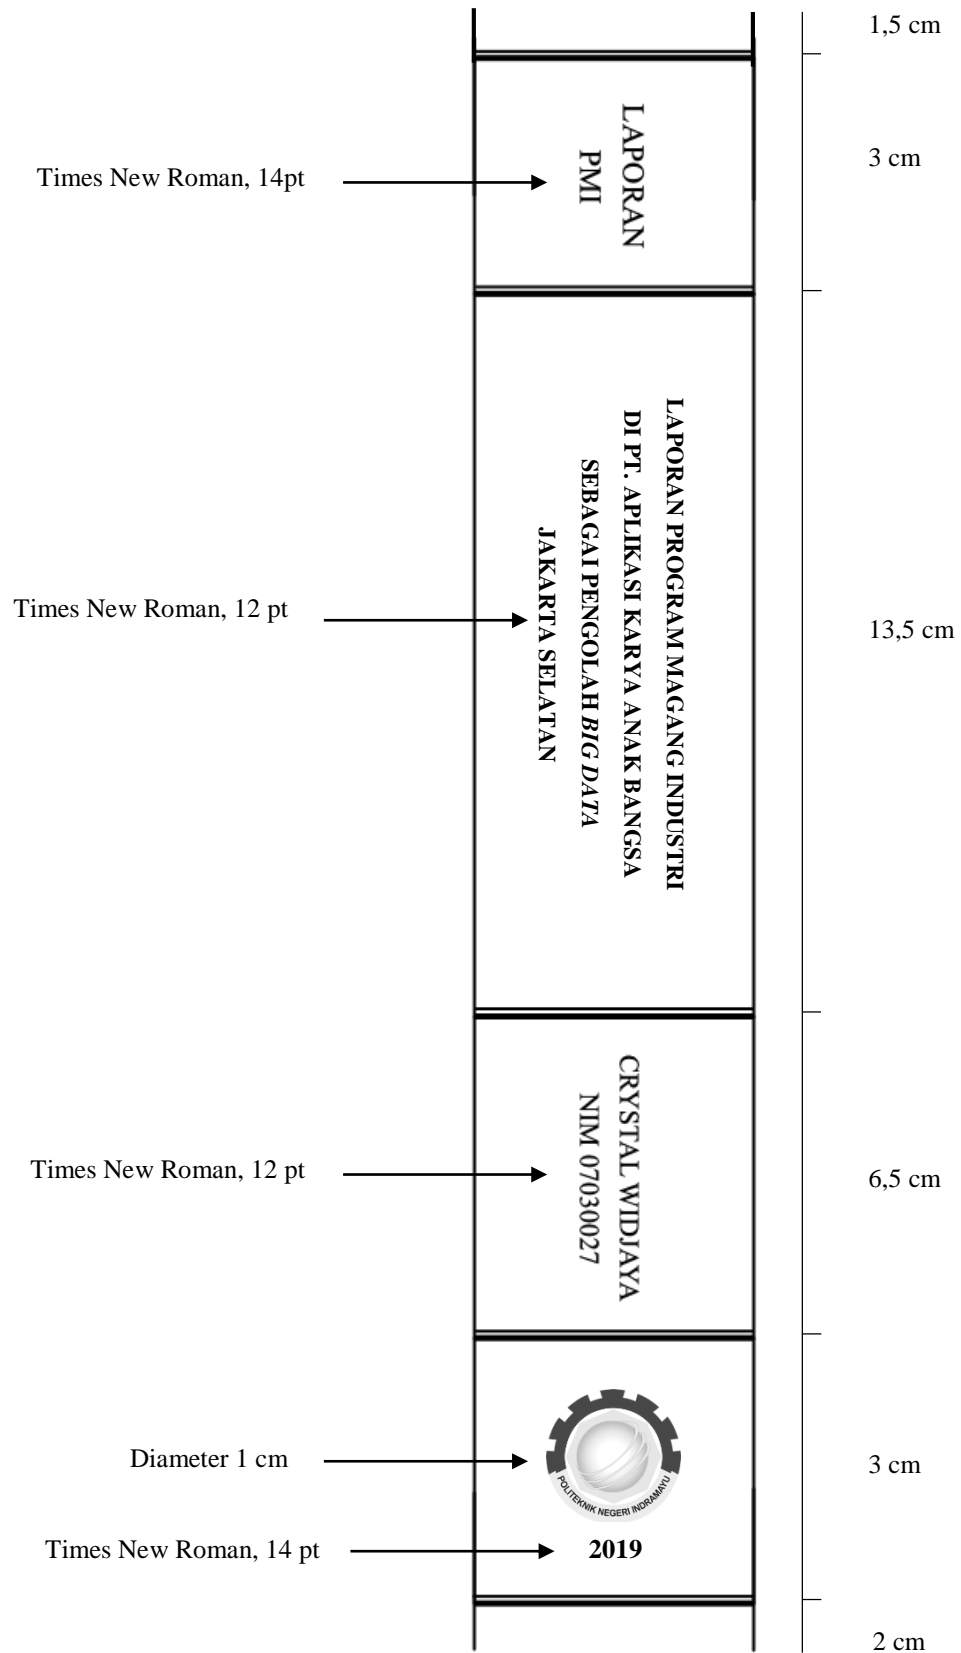 1,5 cm
LAPORAN
PMI
Times New Roman, 14pt
3 cm
LAPORAN PROGRAM MAGANG INDUSTRI
DI PT. APLIKASI KARYA ANAK BANGSA
SEBAGAI PENGOLAH BIG DATA
JAKARTA SELATAN
Times New Roman, 12 pt
13,5 cm
CRYSTAL WIDJAYA
NIM 07030027
Times New Roman, 12 pt
6,5 cm
Diameter 1 cm
POLITEKNIK NEGERI INDRAMAYU
3 cm
Times New Roman, 14 pt
2019
2 cm